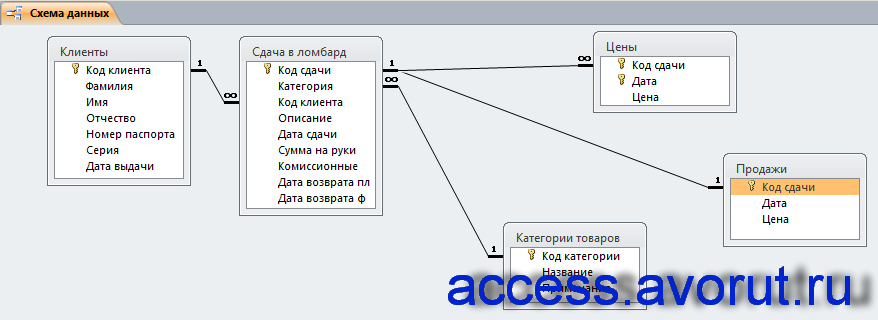 Схема данных
Клиенты
Код клиента
Фамилия
Имя
Отчество
Номер паспорта
Серия
Дата выдачи
1
∞
Сдача в ломбард
Код сдачи
Категория
Код клиента
Описание
Дата сдачи
Сумма на руки
Комиссионные
Дата возврата пл
Дата возврата ф
1
∞
∞
Цены
Код сдачи
Дата
Цена
1
Продажи
Код сдачи
Дата
Цена
1
Категории товаров
Код категории
Название
access.avorut.ru